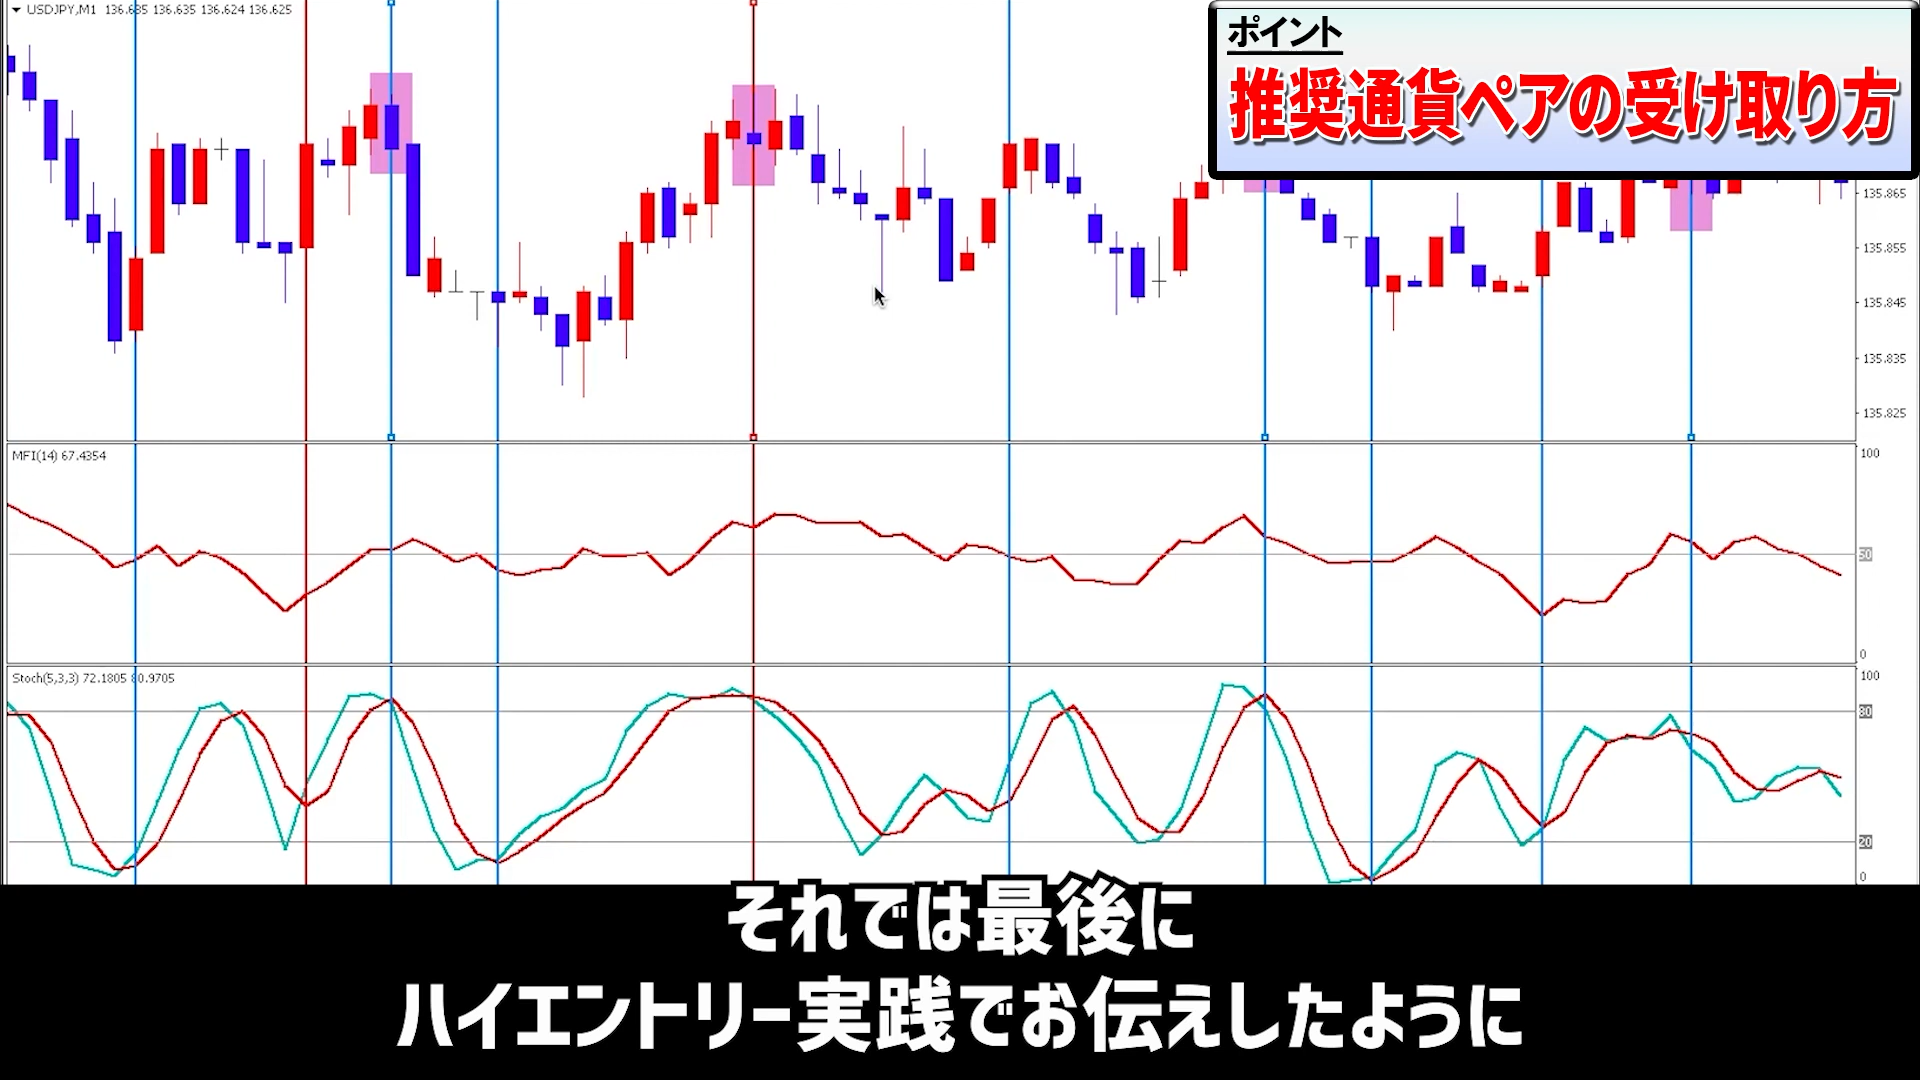 USDJPY,M1 136.635 136.635 136.624 136.625
ポイント
推奨通貨ペアの受け取り方
135.865
135.855
135.845
135.835
135.825
MFI(14) 67.4354
100
50
0
Stoch(5,3,3) 72.1805 80.9705
100
80
20
0
それでは最後に
ハイエントリー実践でお伝えしたように